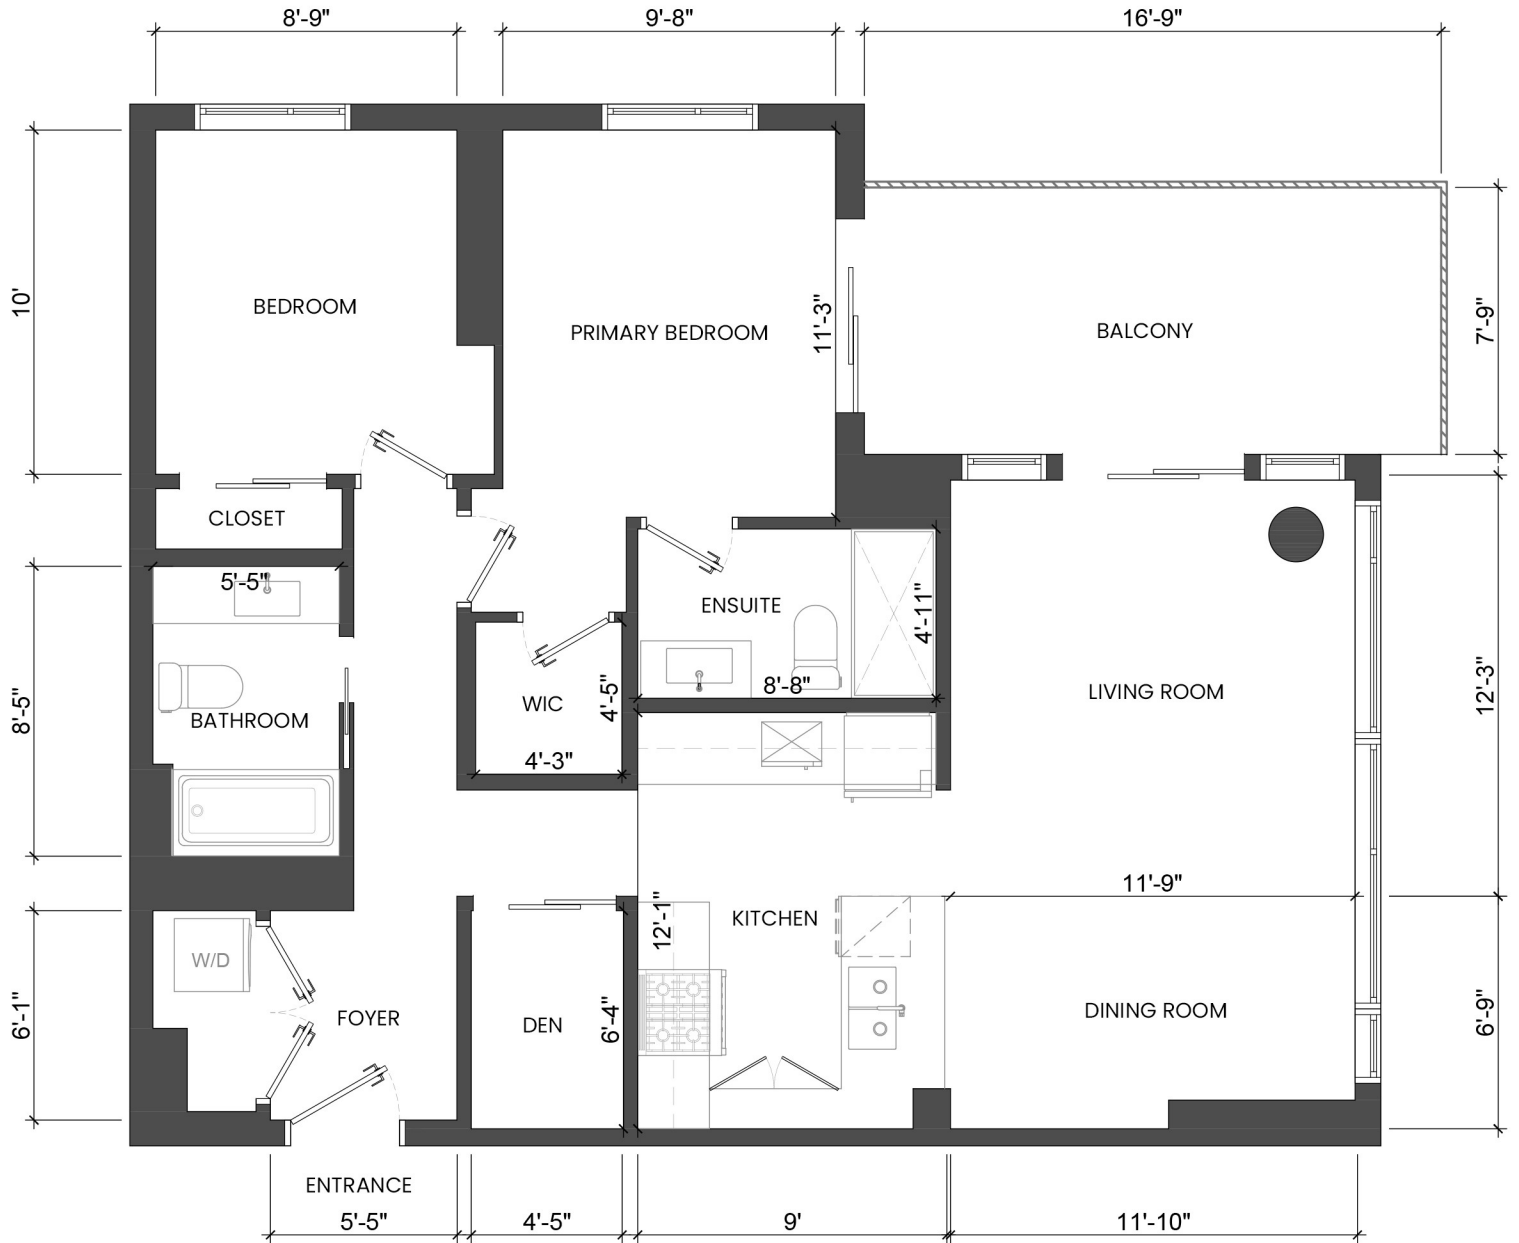 8'-9"
9'-8"
16'-9"
10'
BEDROOM
PRIMARY BEDROOM
11'-3"
BALCONY
7'-9"
CLOSET
5'-5"
ENSUITE
4'-11"
8'-5"
BATHROOM
WIC
4'-5"
8'-8"
LIVING ROOM
12'-3"
4'-3"
11'-9"
W/D
12'-1"
KITCHEN
6'-1"
FOYER
DEN
6'-4"
DINING ROOM
6'-9"
ENTRANCE
5'-5"
4'-5"
9'
11'-10"